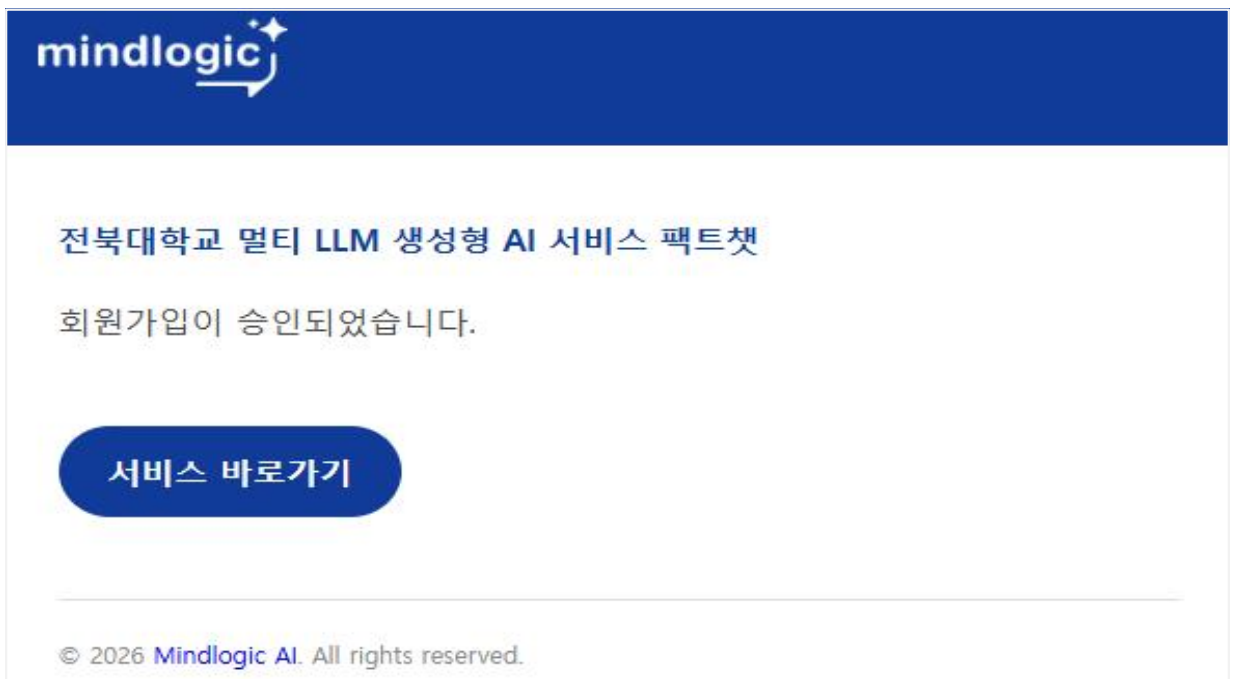 mindlogic
전북대학교 멀티 LLM 생성형 AI 서비스 팩트챗
회원가입이 승인되었습니다.
서비스 바로가기
© 2026 Mindlogic AI. All rights reserved.